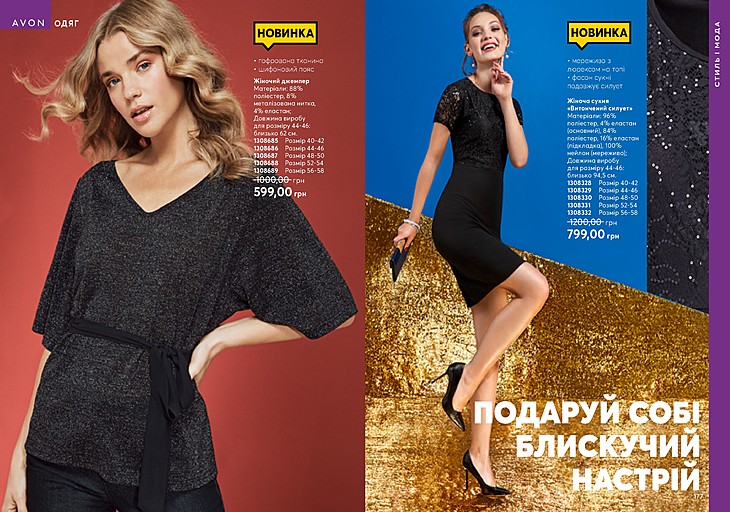 AVON ОДЯГ
НОВИНКА
• гофрована тканина
• шифоновий пояс
Жіночий джемпер
Матеріали: 88%
поліестер, 8%
металізована нитка,
4% еластан;
Довжина виробу
для розміру 44-46:
близько 62 см.
1308685 Розмір 40-42
1308686 Розмір 44-46
1308687 Розмір 48-50
1308688 Розмір 52-54
1308689 Розмір 56-58
1000,00 грн
599,00 грн
НОВИНКА
• мереживо з
люрексом на топі
• фасон сукні
подовжує силует
Жіноча сукня
«Витончений силует»
Матеріали: 96%
поліестер, 4% еластан
(основний), 84%
поліестер, 16% еластан
(підкладка), 100%
нейлон (мереживо);
Довжина виробу
для розміру 44-46:
близько 94,5 см.
1308328 Розмір 40-42
1308329 Розмір 44-46
1308330 Розмір 48-50
1308331 Розмір 52-54
1308332 Розмір 56-58
1200,00 грн
799,00 грн
СТИЛЬ І МОДА
ПОДАРУЙ СОБІ
БЛИСКУЧИЙ
НАСТРІЙ
177